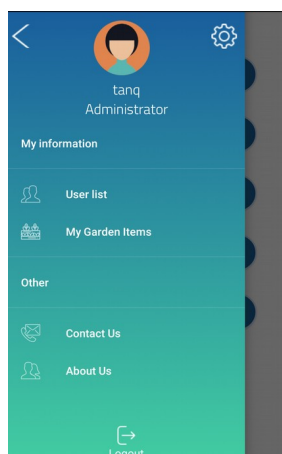 tanq
Administrator
My information
User list
My Garden Items
Other
Contact Us
About Us
Logout